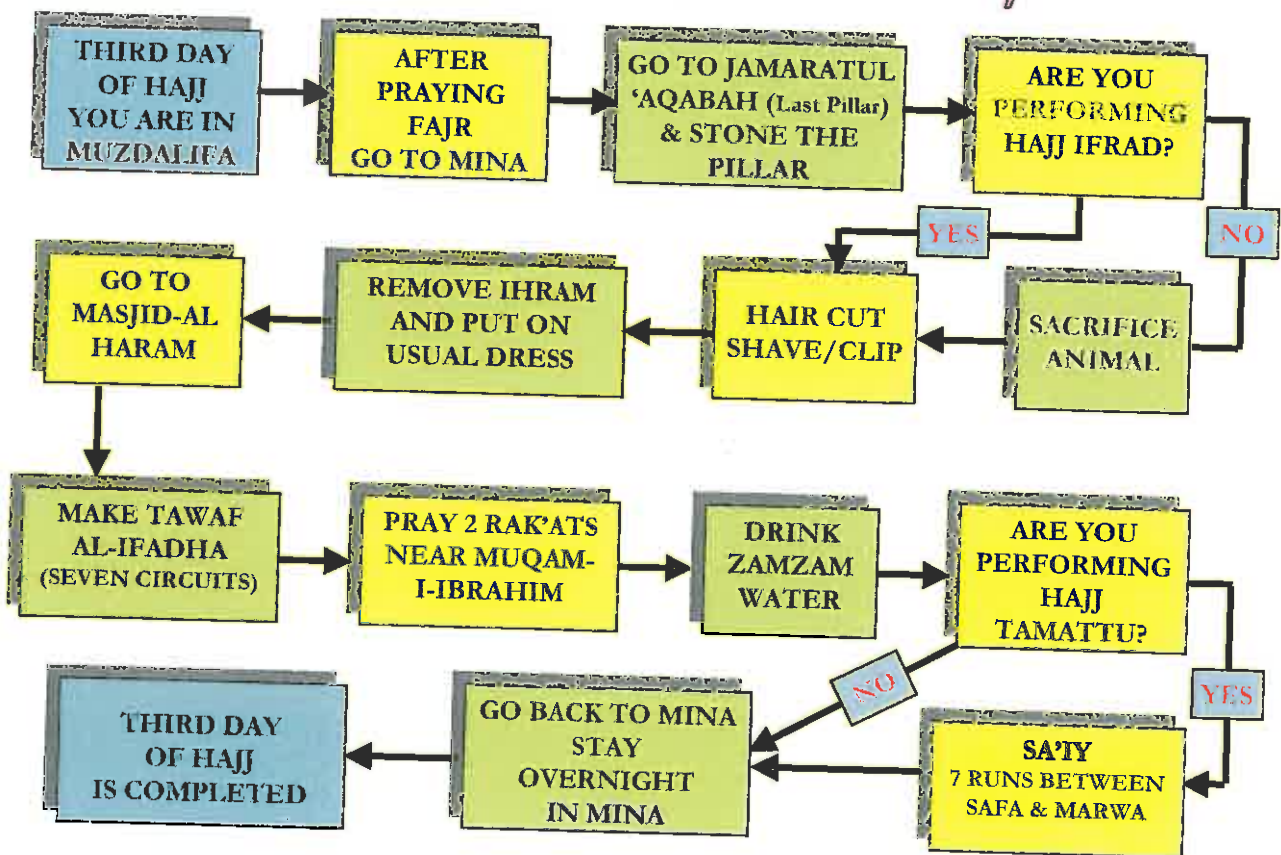 THIRD DAY
OF HAJJ
YOU ARE IN
MUZDALIFA
AFTER
PRAYING
FAJR
GO TO MINA
GO TO JAMARATUL
'AQABAH (Last Pillar)
& STONE THE
PILLAR
ARE YOU
PERFORMING
HAJJ IFRAD?
YES
NO
GO TO
MASJID-AL
HARAM
REMOVE IHRAM
AND PUT ON
USUAL DRESS
HAIR CUT
SHAVE/CLIP
SACRIFICE
ANIMAL
MAKE TAWAF
AL-IFADHA
(SEVEN CIRCUITS)
PRAY 2 RAK'ATS
NEAR MUQAM-
I-IBRAHIM
DRINK
ZAMZAM
WATER
ARE YOU
PERFORMING
HAJJ
TAMATTU?
NO
YES
THIRD DAY
OF HAJJ
IS COMPLETED
GO BACK TO MINA
STAY
OVERNIGHT
IN MINA
SA'IY
7 RUNS BETWEEN
SAFA & MARWA